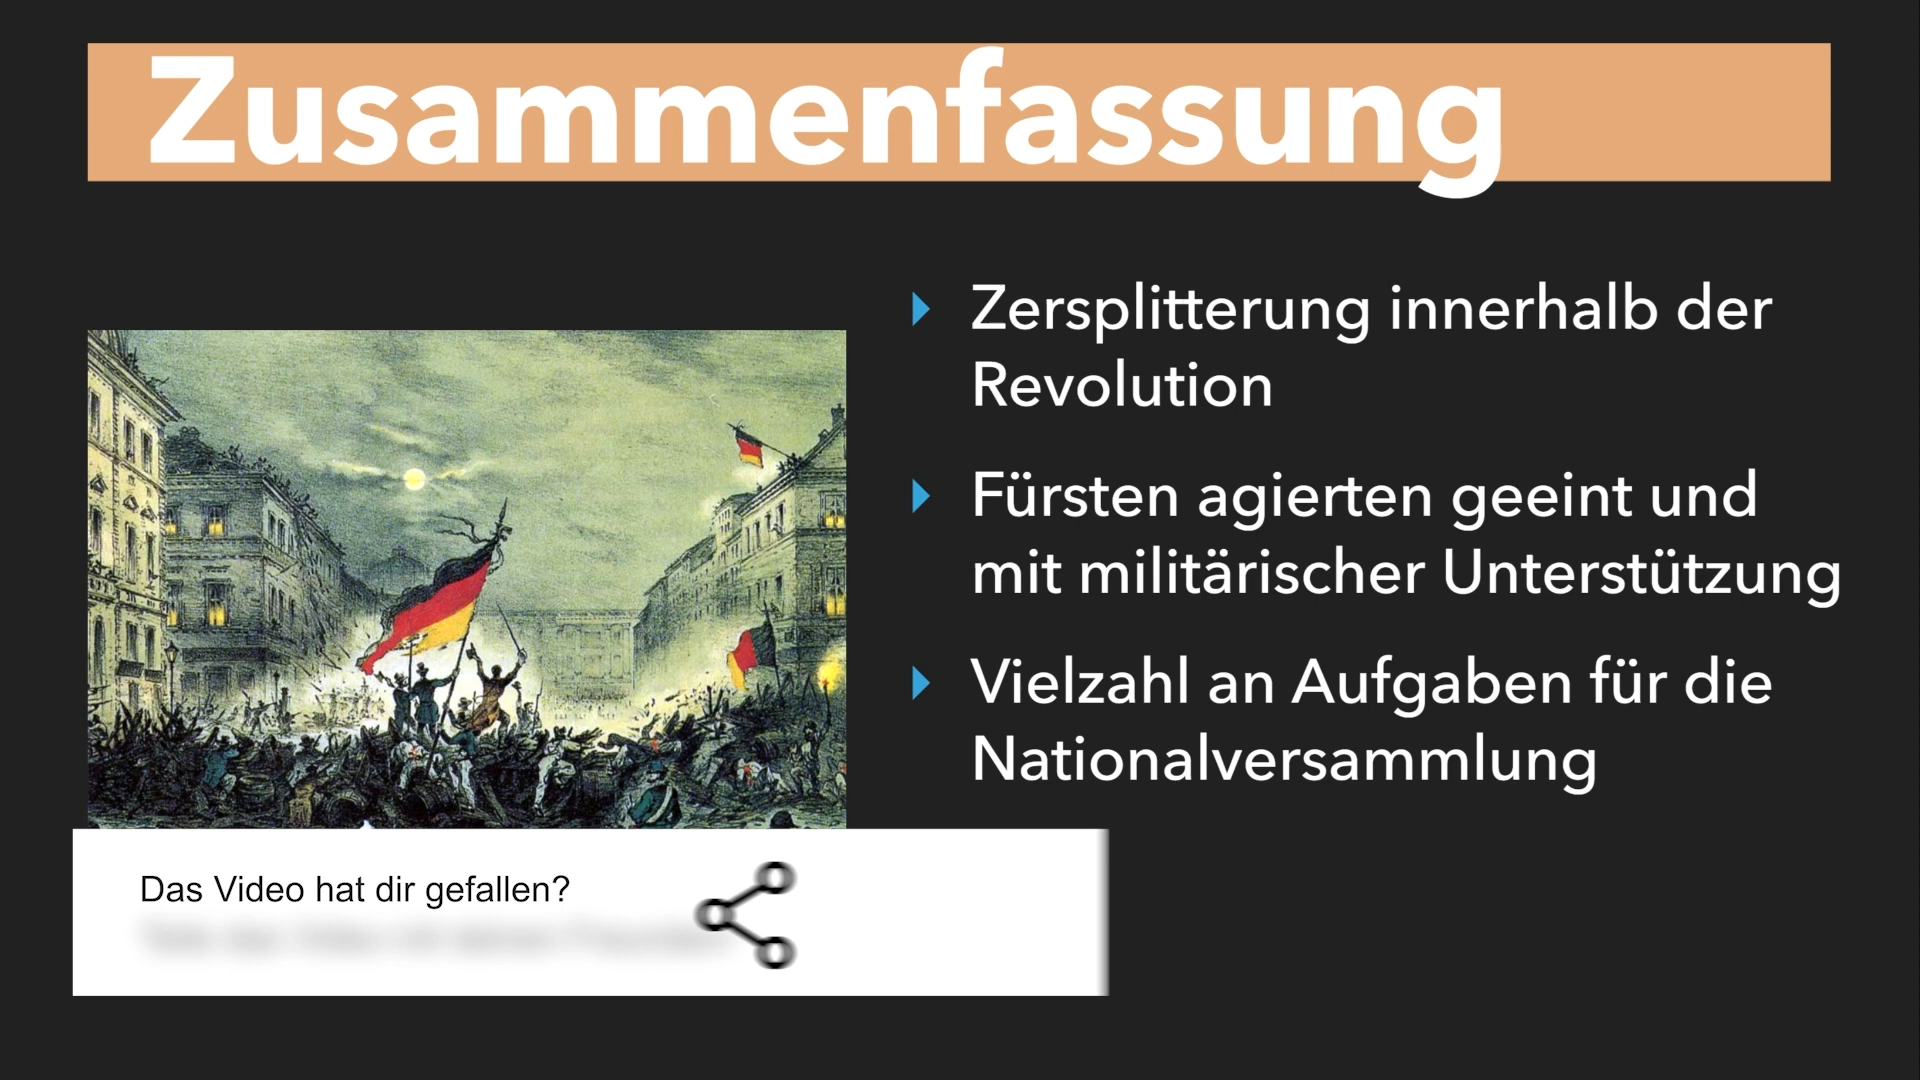 Zusammenfassung
Zersplitterung innerhalb der
Revolution
Fürsten agierten geeint und
mit militärischer Unterstützung
Vielzahl an Aufgaben für die
Nationalversammlung
Das Video hat dir gefallen?